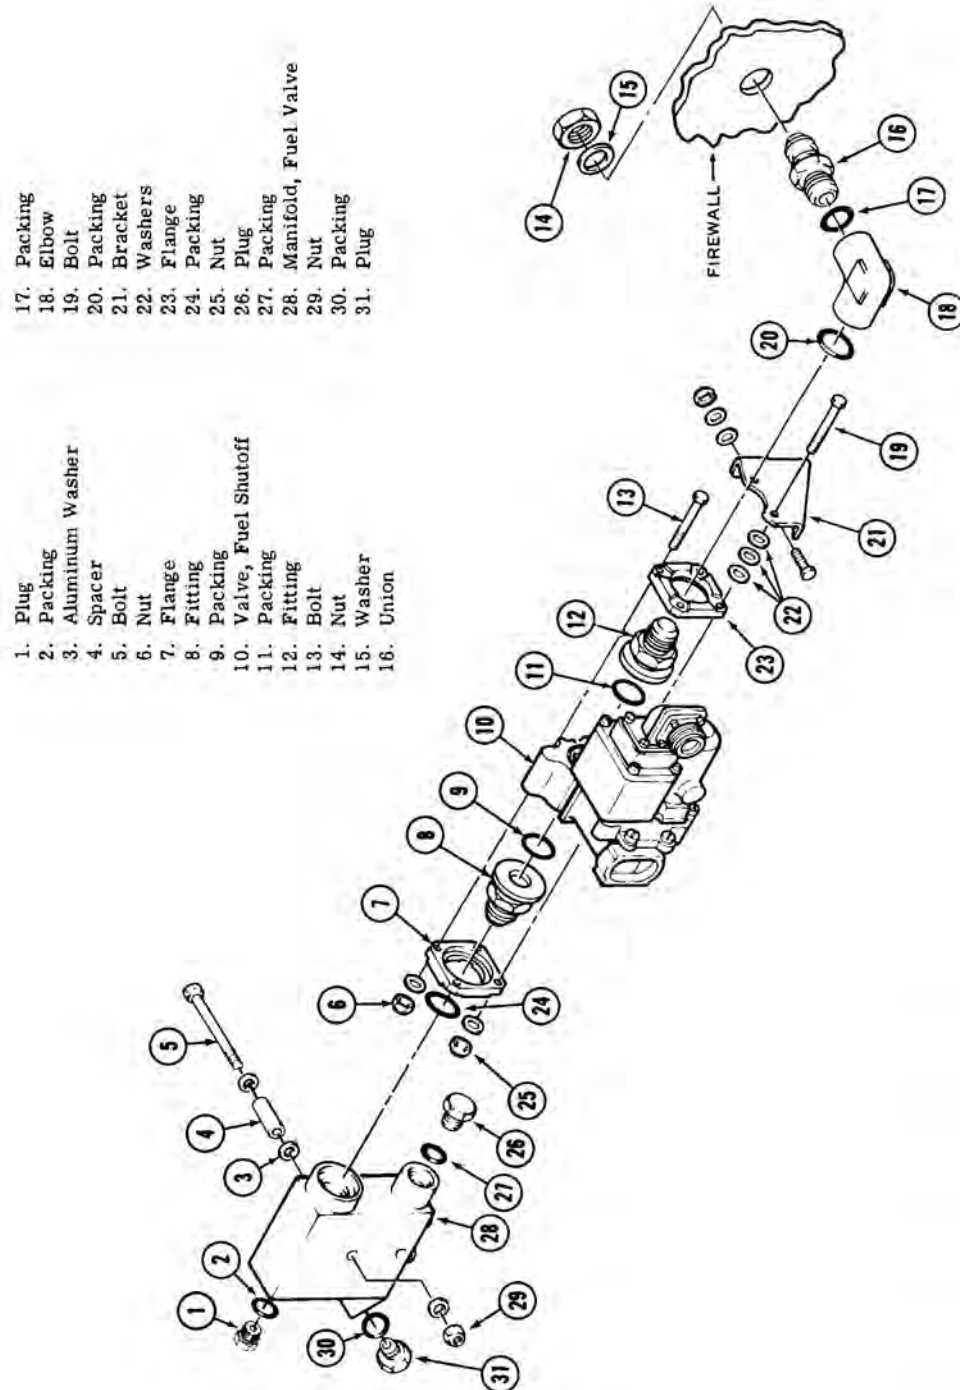 1. Plug
2. Packing
3. Aluminum Washer
4. Spacer
5. Bolt
6. Nut
7. Flange
8. Fitting
9. Packing
10. Valve, Fuel Shutoff
11. Packing
12. Fitting
13. Bolt
14. Nut
15. Washer
16. Union
17. Packing
18. Elbow
19. Bolt
20. Packing
21. Bracket
22. Washers
23. Flange
24. Packing
25. Nut
26. Plug
27. Packing
28. Manifold, Fuel Valve
29. Nut
30. Packing
31. Plug
1
2
3
4
5
6
7
8
9
10
11
12
13
14
15
16
17
18
19
20
21
22
23
24
25
26
27
28
29
30
31
FIREWALL